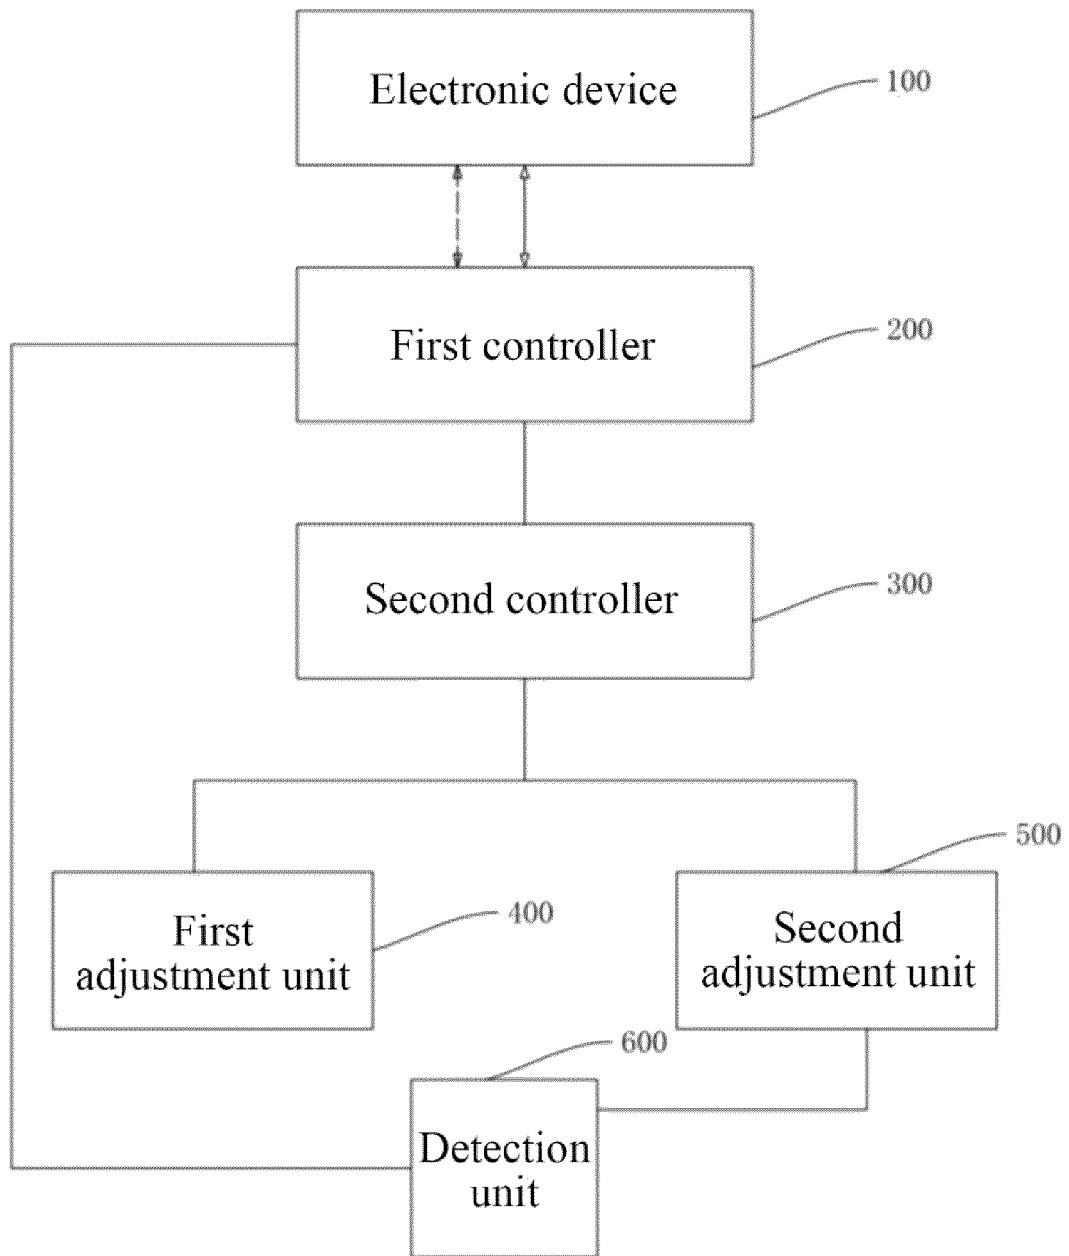 Electronic device
100
First controller
200
Second controller
300
500
First
adjustment unit
400
Second
adjustment unit
600
Detection
unit